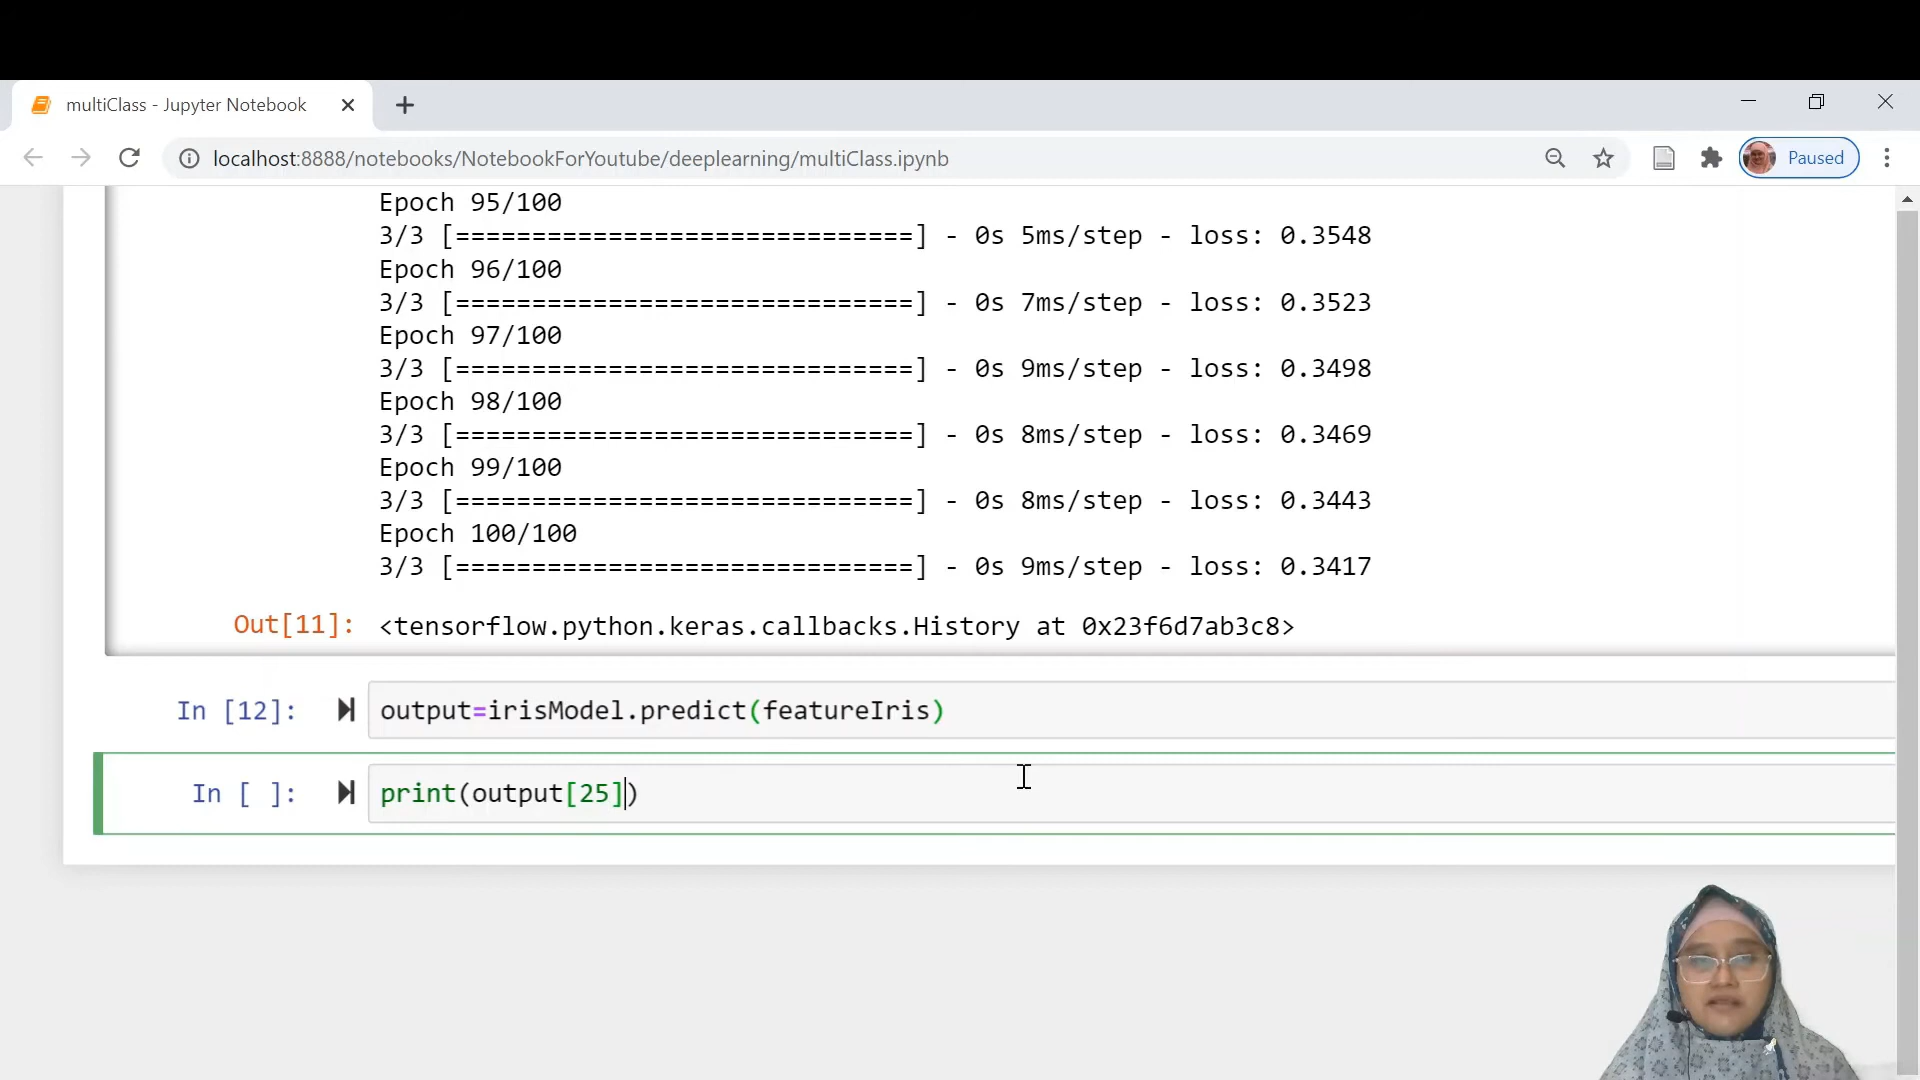 multiClass - Jupyter Notebook
localhost:8888/notebooks/NotebookForYoutube/deeplearning/multiClass.ipynb
Paused
Epoch 95/100
3/3 [==============================] - 0s 5ms/step - loss: 0.3548
Epoch 96/100
3/3 [==============================] - 0s 7ms/step - loss: 0.3523
Epoch 97/100
3/3 [==============================] - 0s 9ms/step - loss: 0.3498
Epoch 98/100
3/3 [==============================] - 0s 8ms/step - loss: 0.3469
Epoch 99/100
3/3 [==============================] - 0s 8ms/step - loss: 0.3443
Epoch 100/100
3/3 [==============================] - 0s 9ms/step - loss: 0.3417
Out[11]: <tensorflow.python.keras.callbacks.History at 0x23f6d7ab3c8>
In [12]: output=irisModel.predict(featureIris)
In [ ]: print(output[25])